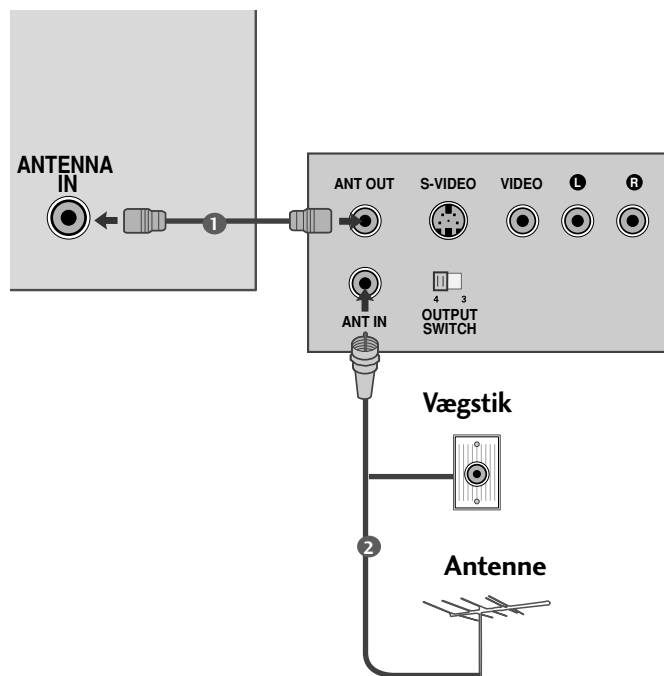 ANTENNA
IN
1
ANT OUT S-VIDEO VIDEO L R
ANT IN
4 3
OUTPUT
SWITCH
Vægstik
2
Antenne